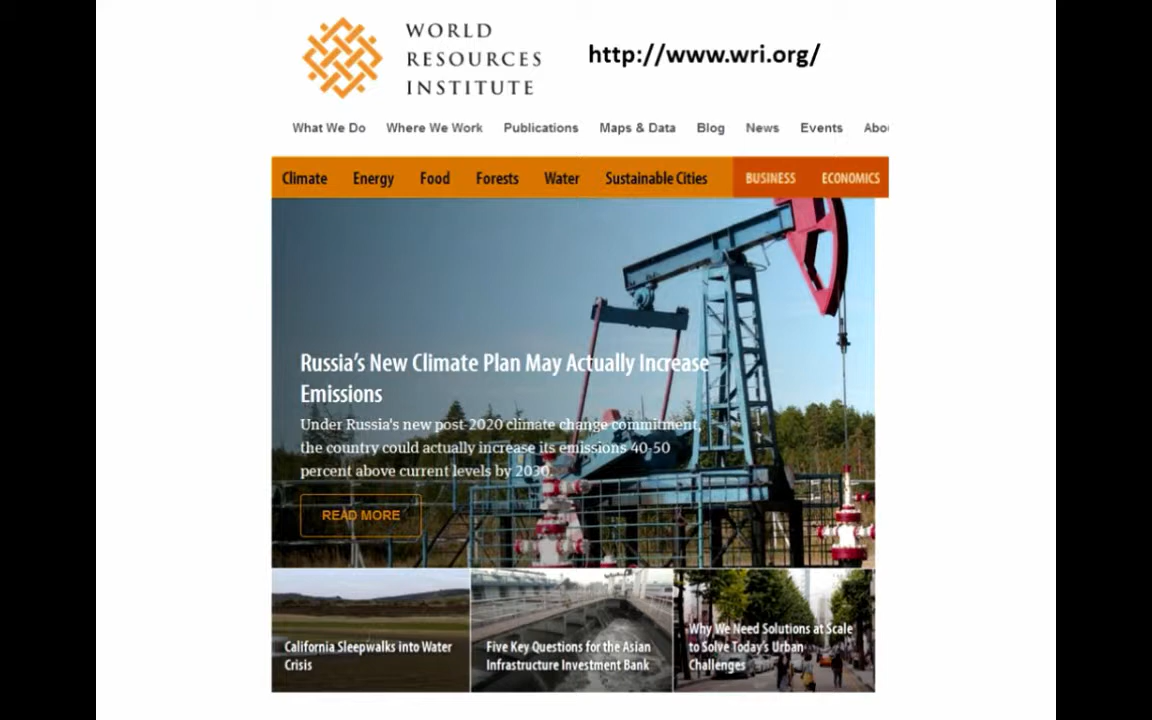 WORLD
RESOURCES
INSTITUTE
http://www.wri.org/
What We Do Where We Work Publications Maps & Data Blog News Events Abou
Climate Energy Food Forests Water Sustainable Cities BUSINESS ECONOMICS
Russia's New Climate Plan May Actually Increase
Emissions
Under Russia's new post-2020 climate change commitment,
the country could actually increase its emissions 40-50
percent above current levels by 2030.
READ MORE
California Sleepwalks into Water
Crisis
Five Key Questions for the Asian
Infrastructure Investment Bank
Why We Need Solutions at Scale
to Solve Today's Urban
Challenges